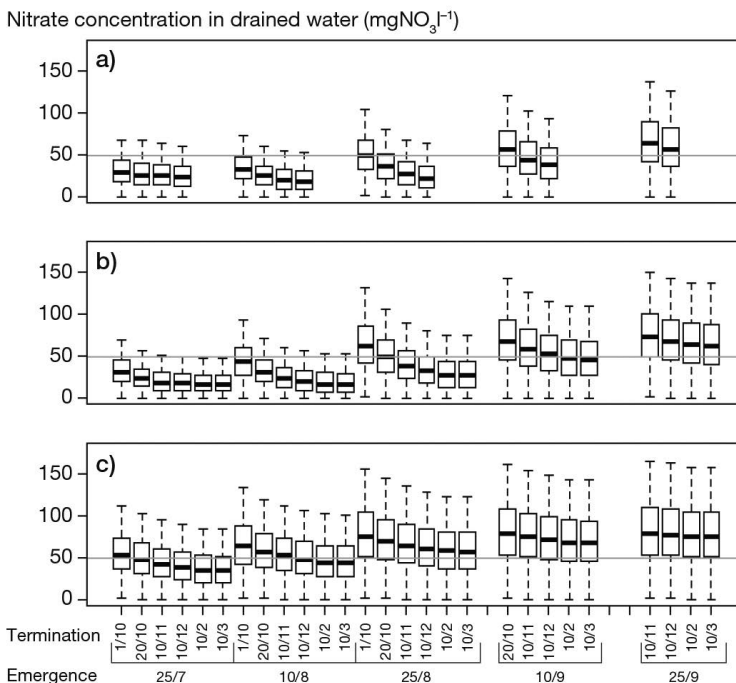 Nitrate concentration in drained water (mgNO₃l⁻¹)
a)
150
100
50
0
b)
150
100
50
0
c)
150
100
50
0
Termination 1/10 20/10 10/11 10/12 10/2 10/3 1/10 20/10 10/11 10/12 10/2 10/3 1/10 20/10 10/11 10/12 10/2 10/3 20/10 10/11 10/12 10/2 10/3 10/11 10/12 10/2 10/3
Emergence 25/7 10/8 25/8 10/9 25/9